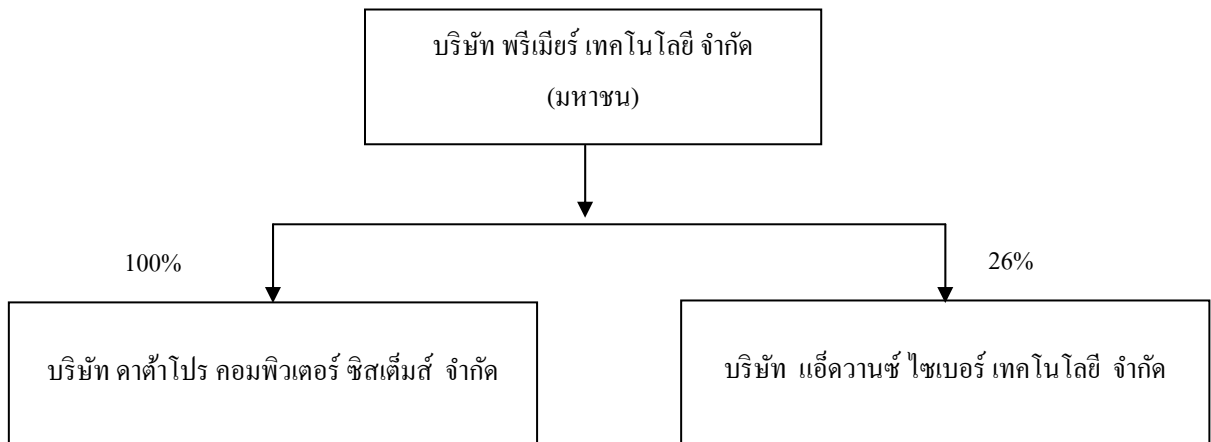 บริษัท พรีเมียร์ เทคโนโลยี จำกัด
(มหาชน)
100%
26%
บริษัท ดาต้าโปร คอมพิวเตอร์ ซิสเต็มส์ จำกัด
บริษัท แอ็ดวานซ์ ไซเบอร์ เทคโนโลยี จำกัด